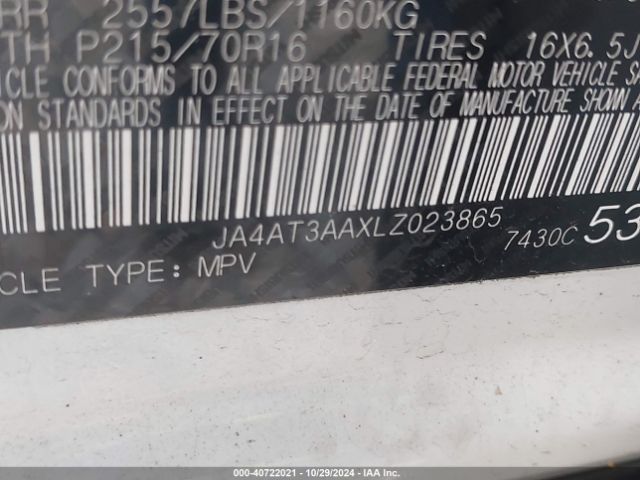 RR 2557LBS/1160KG
TH P215/70R16 TIRES 16X6.5J
ICLE CONFORMS TO ALL APPLICABLE FEDERAL MOTOR VEHICLE S
ON STANDARDS IN EFFECT ON THE DATE OF MANUFACTURE SHOWN
JA4AT3AAXLZ023865 7430C 53
CLE TYPE: MPV
000-40722021 - 10/29/2024 - IAA Inc.